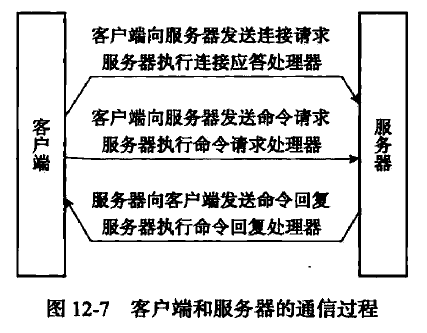 客户端向服务器发送连接请求
服务器执行连接应答处理器
客户端向服务器发送命令请求
服务器执行命令请求处理器
服务器向客户端发送命令回复
服务器执行命令回复处理器
客户端
服务器
图 12-7 客户端和服务器的通信过程